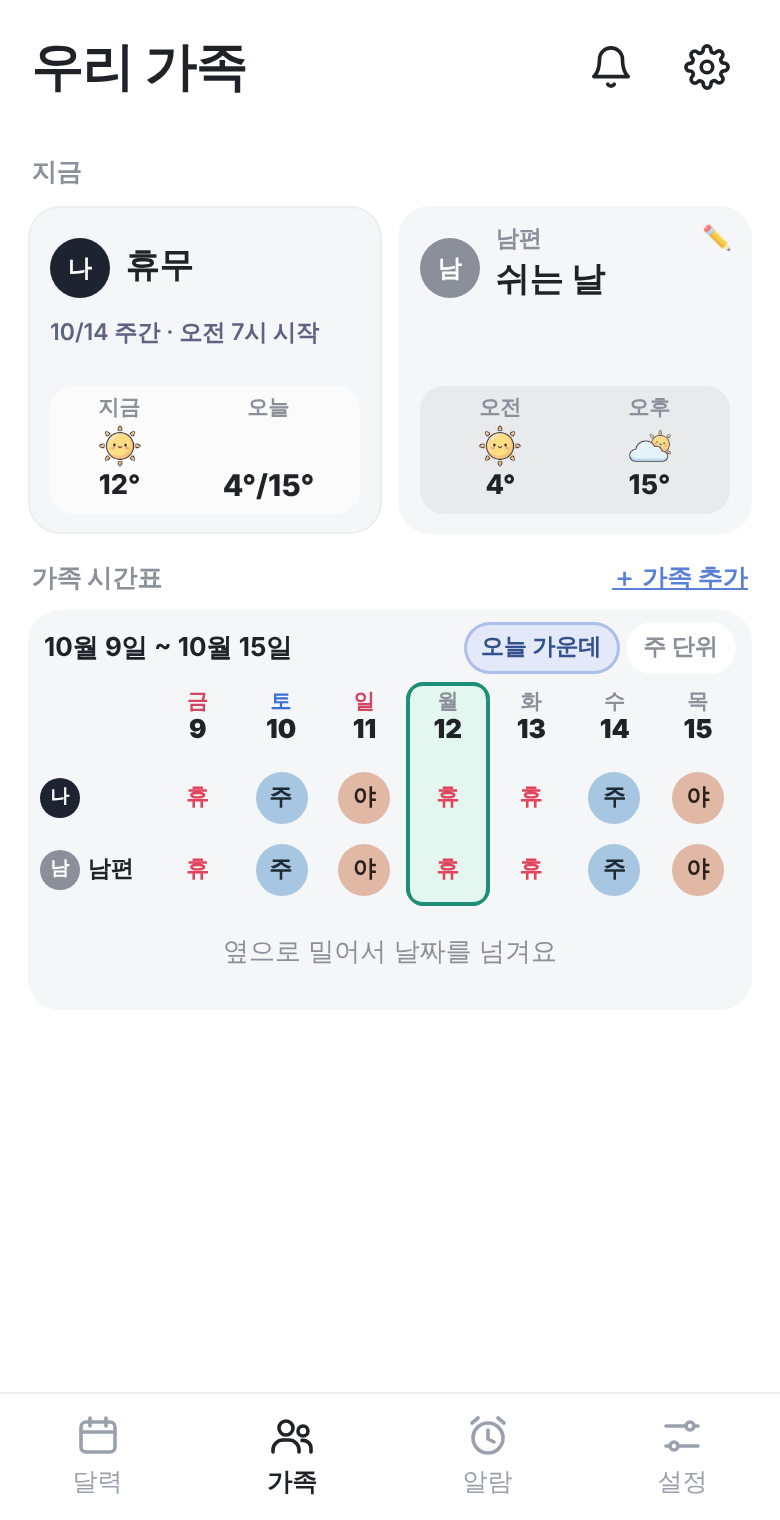 우리 가족
지금
나 휴무
10/14 주간 · 오전 7시 시작
지금 오늘
12° 4°/15°
남 남편
쉬는 날
오전 오후
4° 15°
가족 시간표 + 가족 추가
10월 9일 ~ 10월 15일 오늘 가운데 주 단위
금 토 일 월 화 수 목
9 10 11 12 13 14 15
나 휴 주 야 휴 휴 주 야
남 남편 휴 주 야 휴 휴 주 야
옆으로 밀어서 날짜를 넘겨요
달력 가족 알람 설정